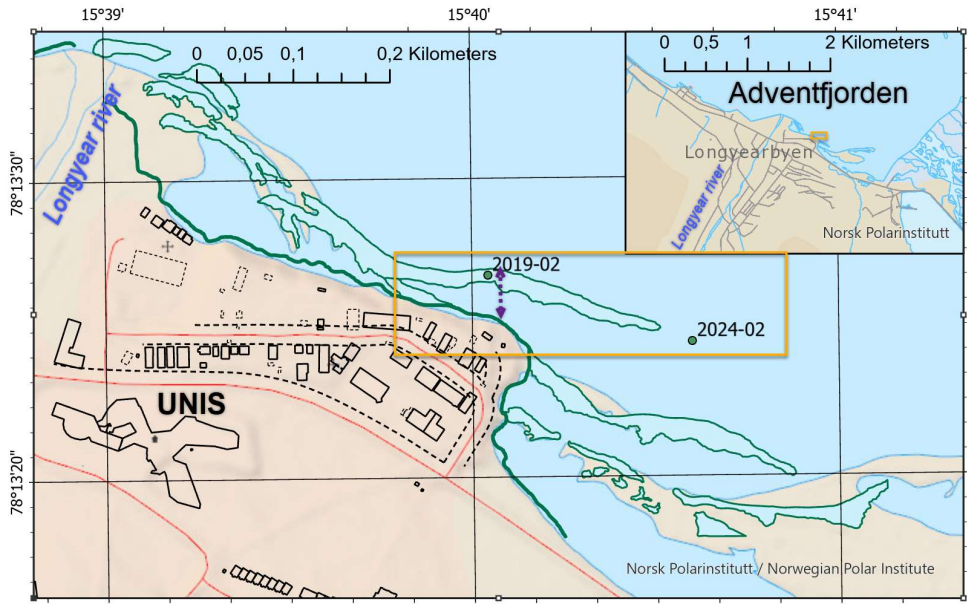 15°39'
15°40'
15°41'
0 0,05 0,1 0,2 Kilometers
0 0,5 1 2 Kilometers
Adventfjorden
Longyearbyen
Longyear river
Norsk Polarinstitutt
Longyear river
78°13'30"
2019-02
2024-02
UNIS
78°13'20"
Norsk Polarinstitutt / Norwegian Polar Institute